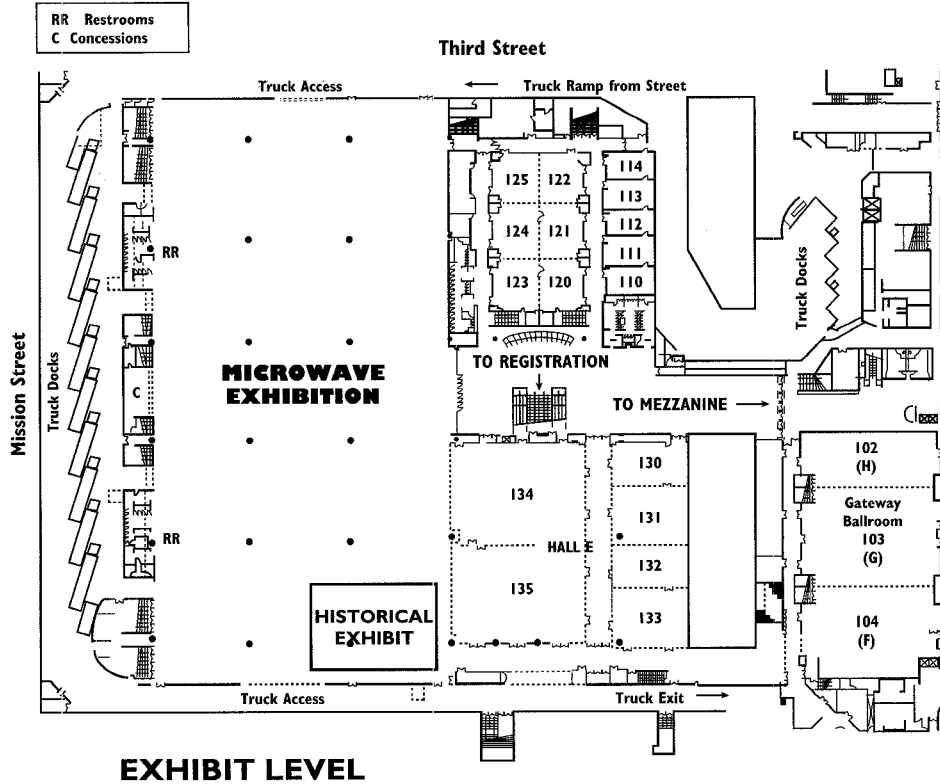 RR Restrooms
C Concessions
Third Street
Truck Access
Truck Ramp from Street
125
122
114
113
124
121
112
111
123
120
110
RR
Truck Docks
TO REGISTRATION
MICROWAVE
EXHIBITION
Mission Street
Truck Docks
C
TO MEZZANINE
102
(H)
130
134
Gateway
Ballroom
103
(G)
131
RR
HALL E
132
135
133
HISTORICAL
EXHIBIT
104
(F)
Truck Access
Truck Exit
EXHIBIT LEVEL